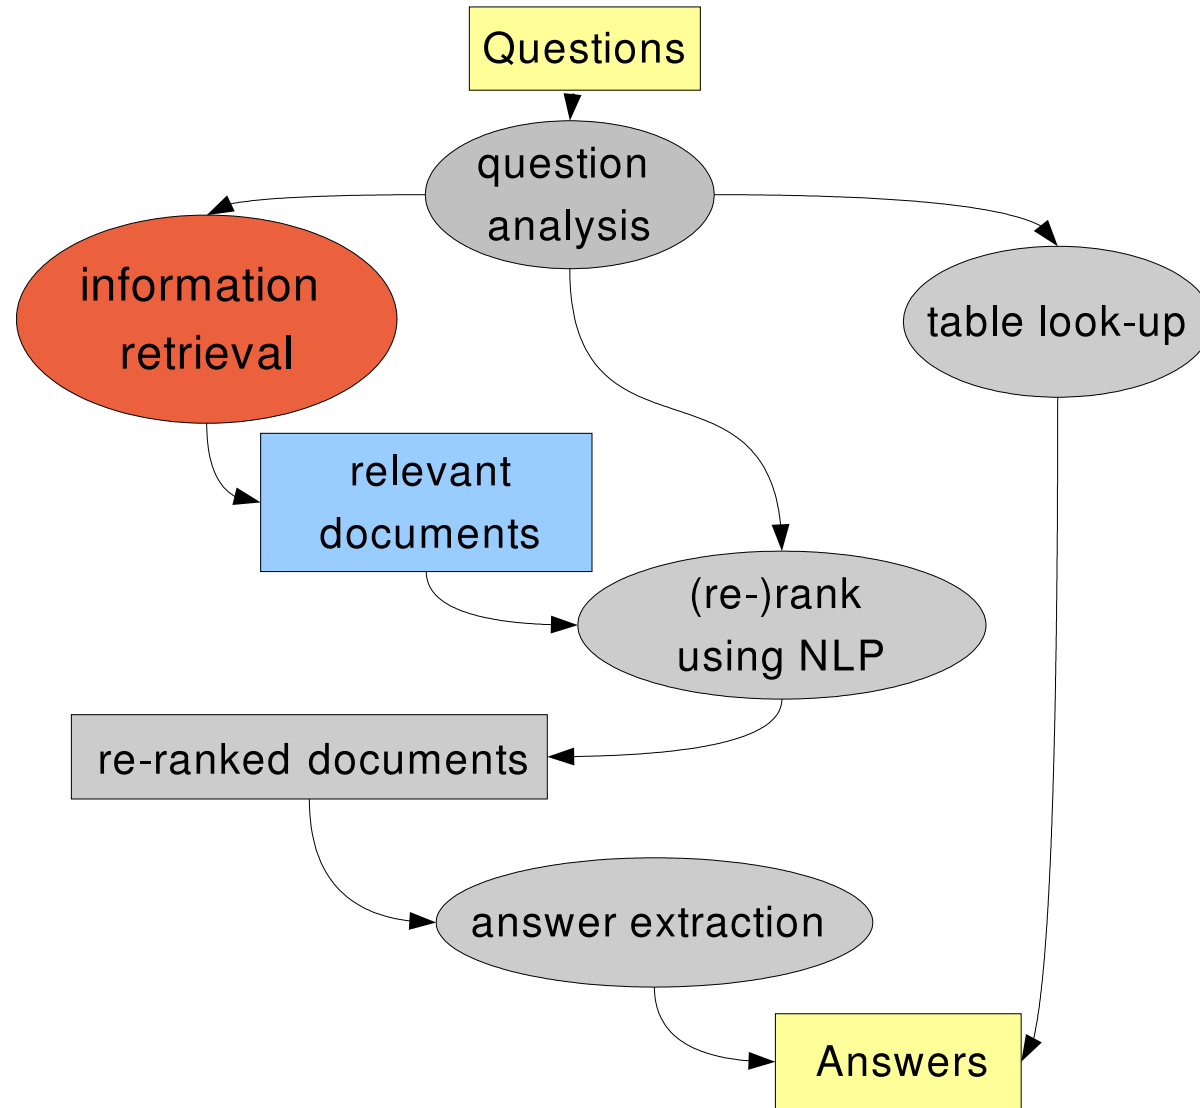 Questions
question
analysis
information
retrieval
table look-up
relevant
documents
(re-)rank
using NLP
re-ranked documents
answer extraction
Answers